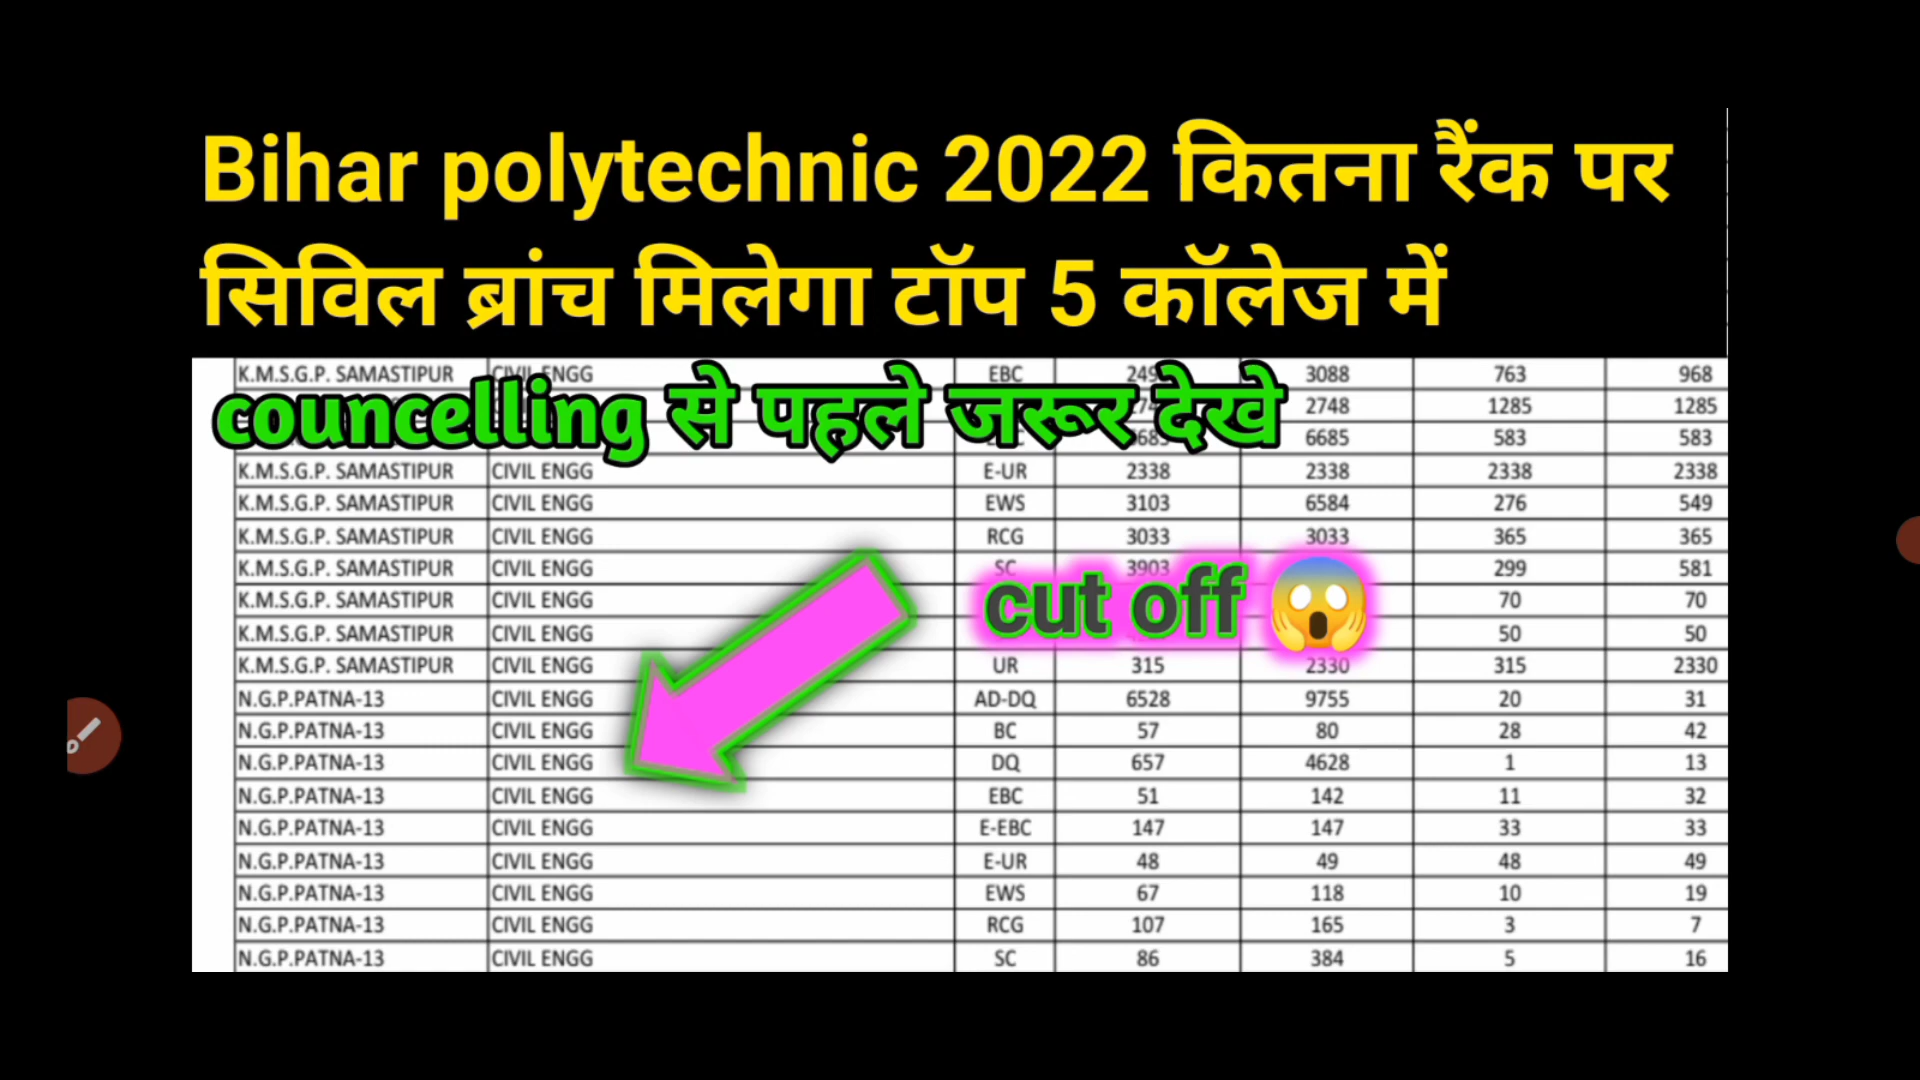 Bihar polytechnic 2022 कितना रैंक पर
सिविल ब्रांच मिलेगा टॉप 5 कॉलेज में
K.M.S.G.P. SAMASTIPUR CIVIL ENGG EBC 3088 763 968
councelling से पहले जरूर देखे
2748 1285 1285
6685 583 583
K.M.S.G.P. SAMASTIPUR CIVIL ENGG E-UR 2338 2338 2338 2338
K.M.S.G.P. SAMASTIPUR CIVIL ENGG EWS 3103 6584 276 549
K.M.S.G.P. SAMASTIPUR CIVIL ENGG RCG 3033 3033 365 365
K.M.S.G.P. SAMASTIPUR CIVIL ENGG SC 3903 299 581
cut off
K.M.S.G.P. SAMASTIPUR CIVIL ENGG 70 70
K.M.S.G.P. SAMASTIPUR CIVIL ENGG 50 50
K.M.S.G.P. SAMASTIPUR CIVIL ENGG UR 315 2330 315 2330
N.G.P.PATNA-13 CIVIL ENGG AD-DQ 6528 9755 20 31
N.G.P.PATNA-13 CIVIL ENGG BC 57 80 28 42
N.G.P.PATNA-13 CIVIL ENGG DQ 657 4628 1 13
N.G.P.PATNA-13 CIVIL ENGG EBC 51 142 11 32
N.G.P.PATNA-13 CIVIL ENGG E-EBC 147 147 33 33
N.G.P.PATNA-13 CIVIL ENGG E-UR 48 49 48 49
N.G.P.PATNA-13 CIVIL ENGG EWS 67 118 10 19
N.G.P.PATNA-13 CIVIL ENGG RCG 107 165 3 7
N.G.P.PATNA-13 CIVIL ENGG SC 86 384 5 16